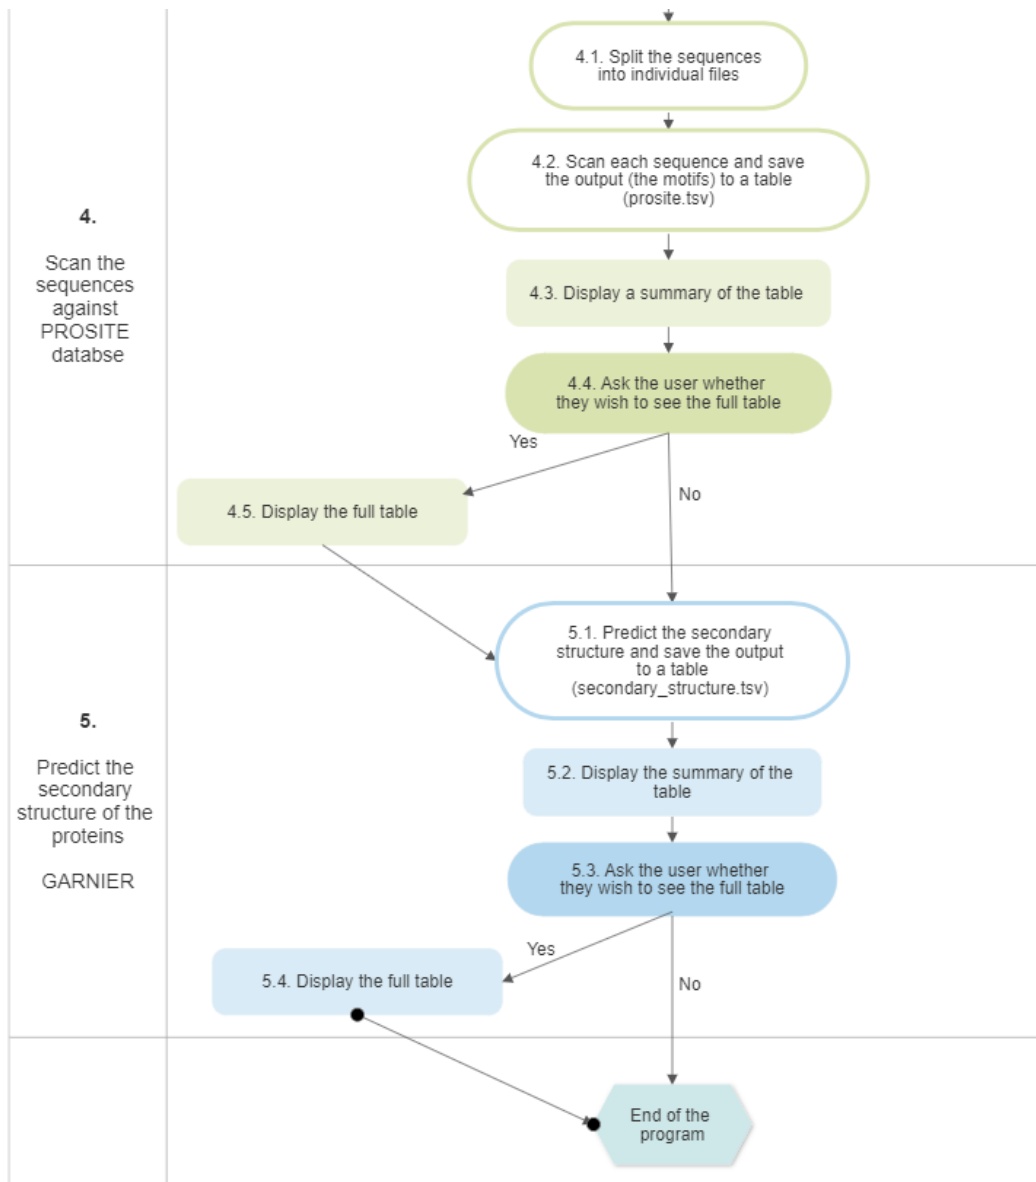 4.
Scan the
sequences
against
PROSITE
databse
4.1. Split the sequences
into individual files
4.2. Scan each sequence and save
the output (the motifs) to a table
(prosite.tsv)
4.3. Display a summary of the table
4.4. Ask the user whether
they wish to see the full table
Yes
No
4.5. Display the full table
5.
Predict the
secondary
structure of the
proteins
GARNIER
5.1. Predict the secondary
structure and save the output
to a table
(secondary_structure.tsv)
5.2. Display the summary of the
table
5.3. Ask the user whether
they wish to see the full table
Yes
No
5.4. Display the full table
End of the
program